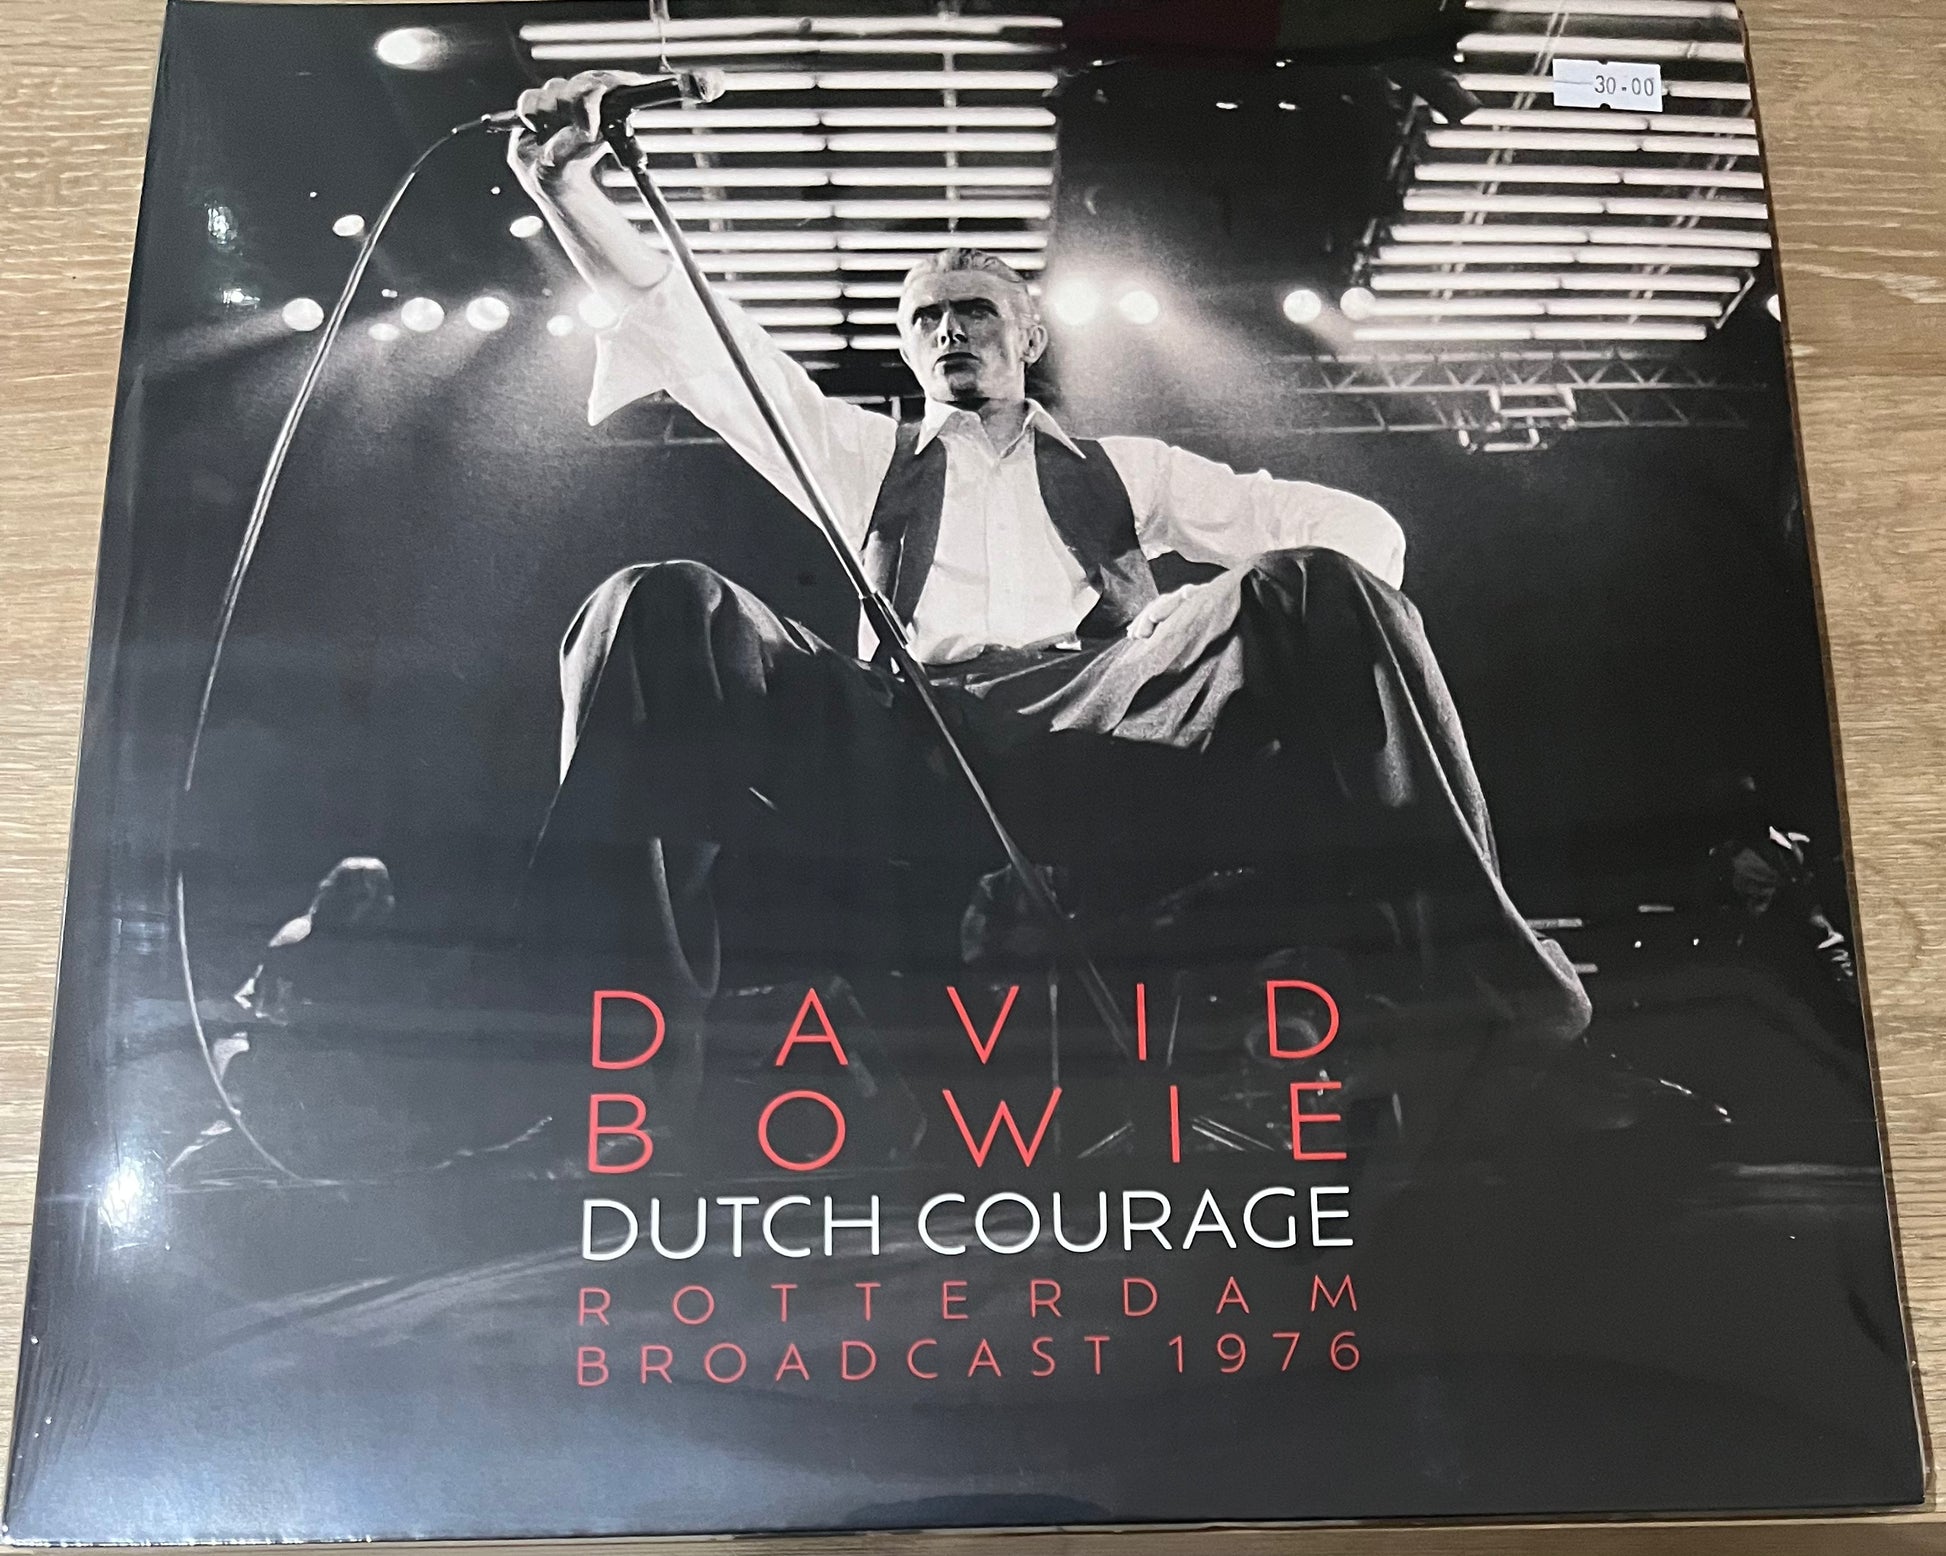 30-00
DAVID
BOWIE
DUTCH COURAGE
ROTTERDAM
BROADCAST 1976